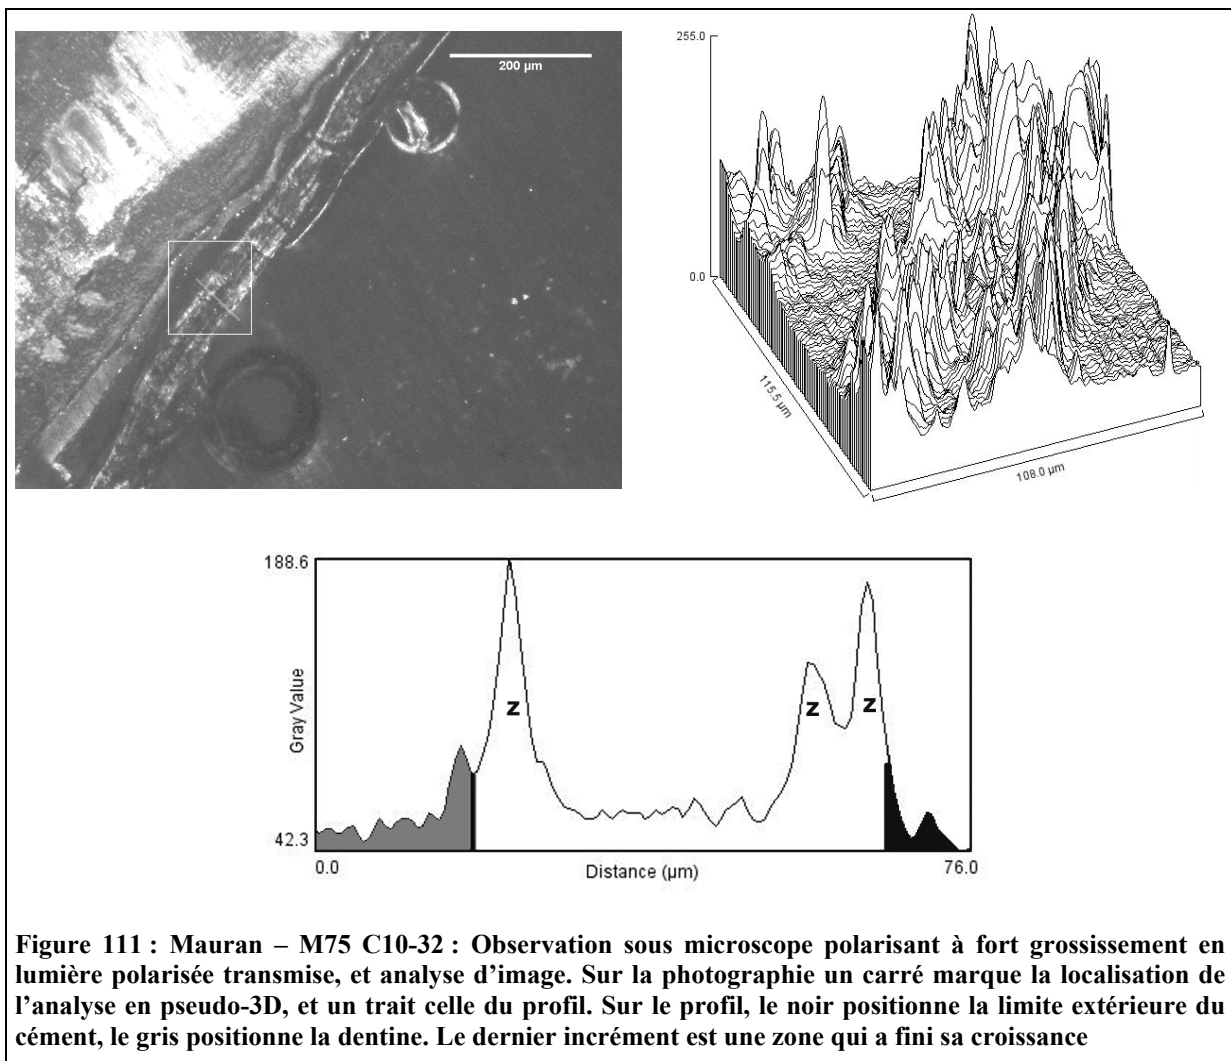 200 µm
255.0
0.0
115.5 µm
108.0 µm
188.6
Gray Value
42.3
z
z
z
0.0
Distance (µm)
76.0
Figure 111 : Mauran – M75 C10-32 : Observation sous microscope polarisant à fort grossissement en
lumière polarisée transmise, et analyse d’image. Sur la photographie un carré marque la localisation de
l’analyse en pseudo-3D, et un trait celle du profil. Sur le profil, le noir positionne la limite extérieure du
cément, le gris positionne la dentine. Le dernier incrément est une zone qui a fini sa croissance